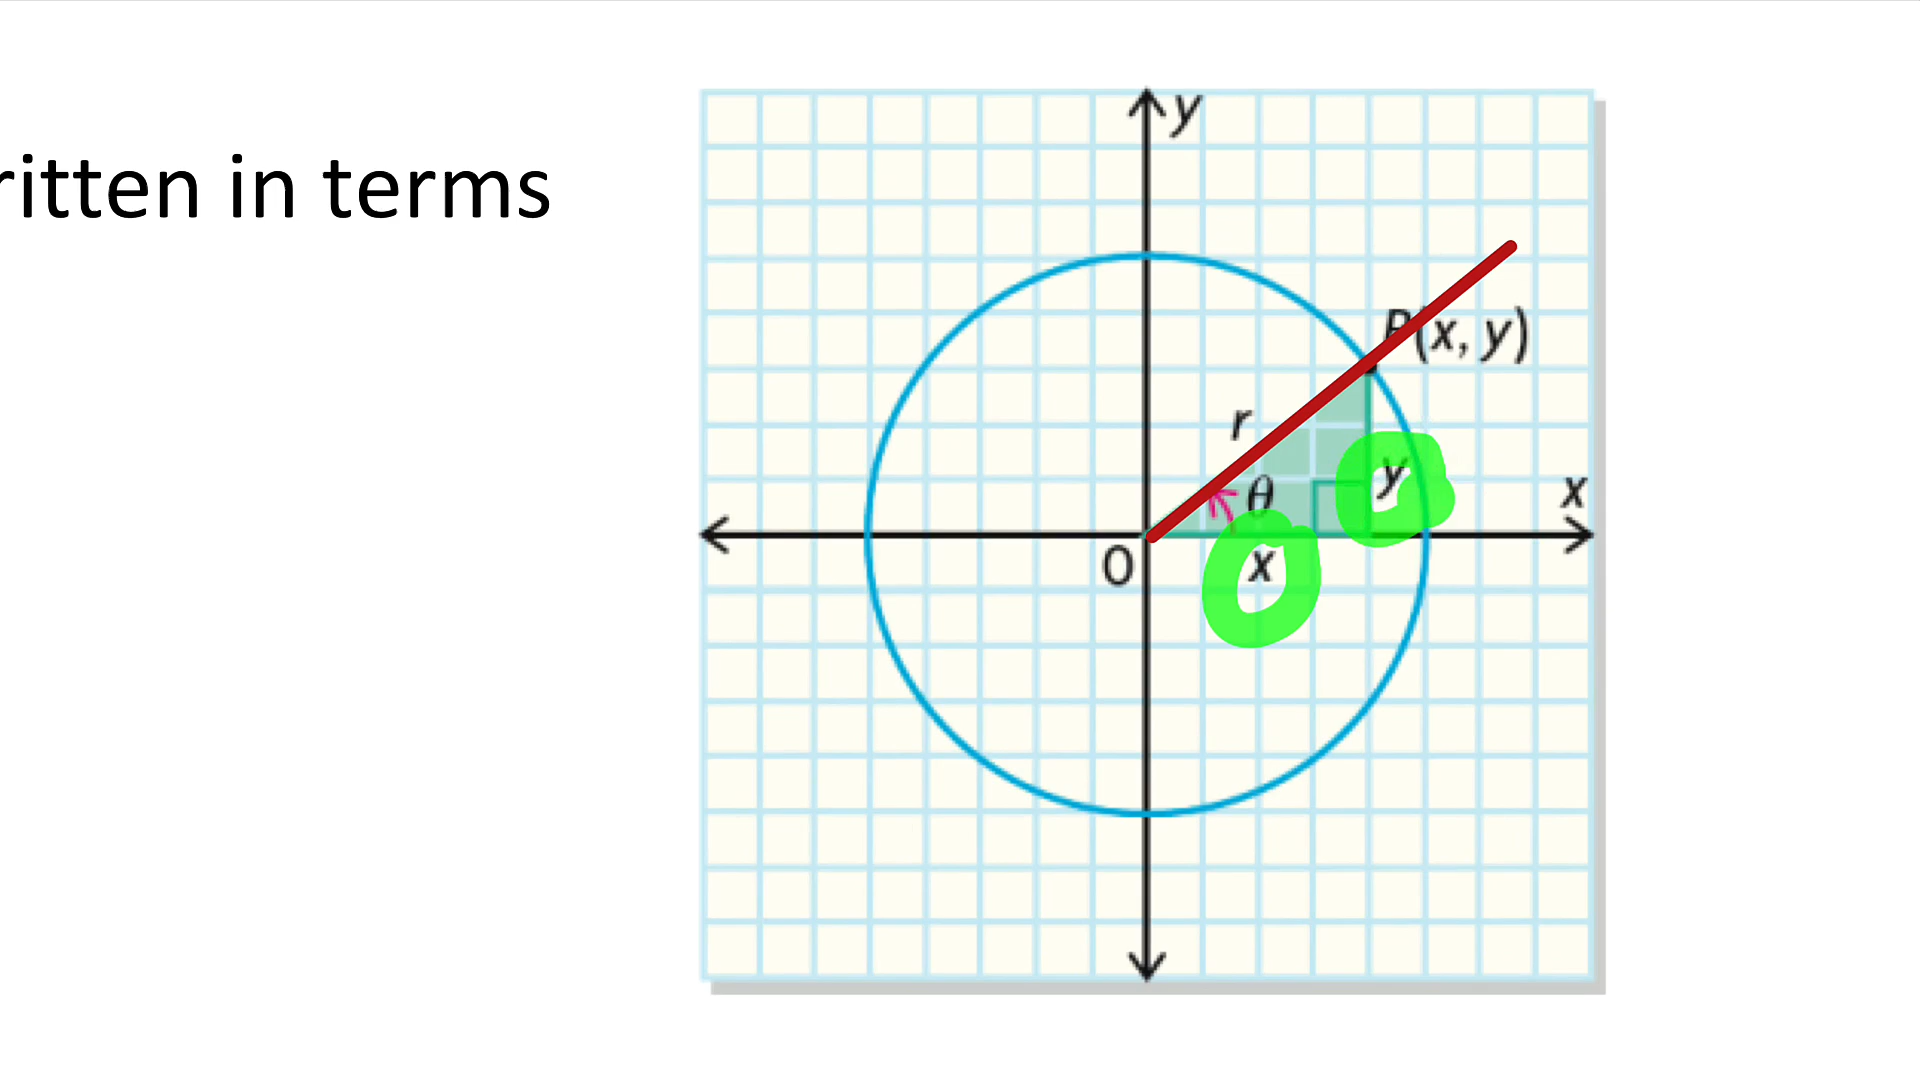 y
ritten in terms
P(x, y)
r
y
θ
x
O
x